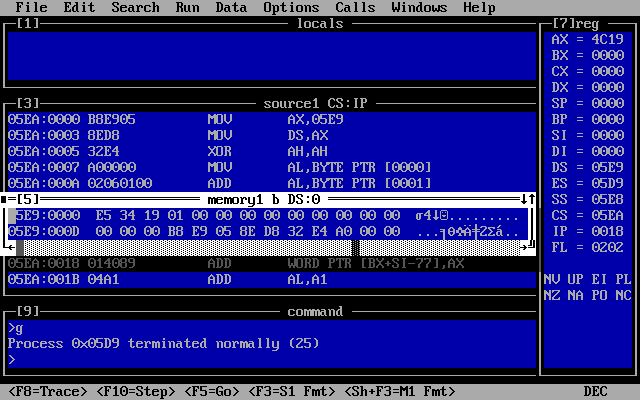 File Edit Search Run Data Options Calls Windows Help
[1] locals
[7]reg
AX = 4C19
BX = 0000
CX = 0000
DX = 0000
SP = 0000
BP = 0000
SI = 0000
DI = 0000
DS = 05E9
ES = 05D9
SS = 05E8
CS = 05EA
IP = 0018
FL = 0202
NV UP EI PL
NZ NA PO NC
[3] source1 CS:IP
05EA:0000 B8E905 MOV AX,05E9
05EA:0003 8ED8 MOV DS,AX
05EA:0005 32E4 XOR AH,AH
05EA:0007 A00000 MOV AL,BYTE PTR [0000]
05EA:000A 02060100 ADD AL,BYTE PTR [0001]
[5] memory1 b DS:0
05E9:0000 E5 34 19 01 00 00 00 00 00 00 00 00 00 σ4↓☺.........
05E9:000D 00 00 00 B8 E9 05 8E D8 32 E4 A0 00 00
05EA:0018 014089 ADD WORD PTR [BX+SI-77],AX
05EA:001B 04A1 ADD AL,A1
[9] command
>g
Process 0x05D9 terminated normally (25)
>
<F8=Trace> <F10=Step> <F5=Go> <F3=S1 Fmt> <Sh+F3=M1 Fmt> DEC